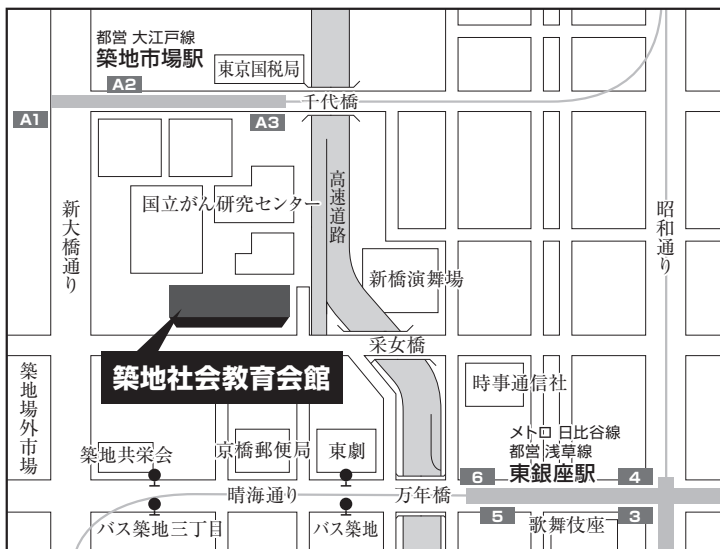 都営 大江戸線
築地市場駅
東京国税局
A2
A1
A3
千代橋
国立がん研究センター
高速道路
新大橋通り
昭和通り
新橋演舞場
采女橋
築地社会教育会館
築地場外市場
時事通信社
メトロ 日比谷線
都営 浅草線
東銀座駅
築地共栄会
京橋郵便局
東劇
6
4
晴海通り
万年橋
5
3
歌舞伎座
バス築地三丁目
バス築地